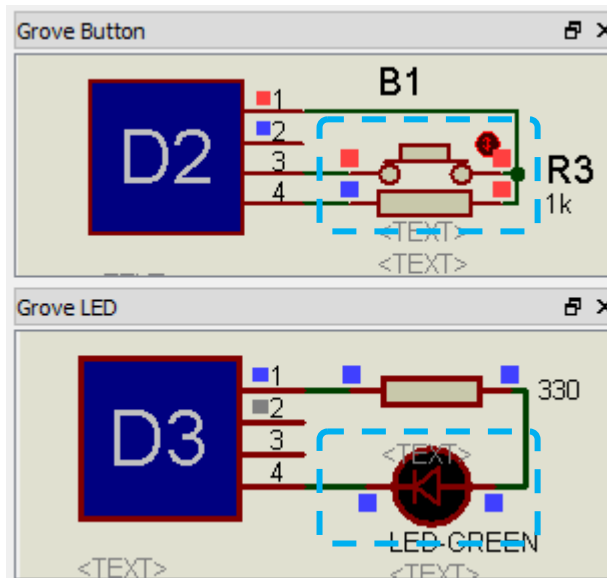 Grove Button
B1
D2
1
2
3
4
R3
1k
<TEXT>
<TEXT>
Grove LED
D3
1
2
3
4
330
<TEXT>
LED-GREEN
<TEXT>
<TEXT>